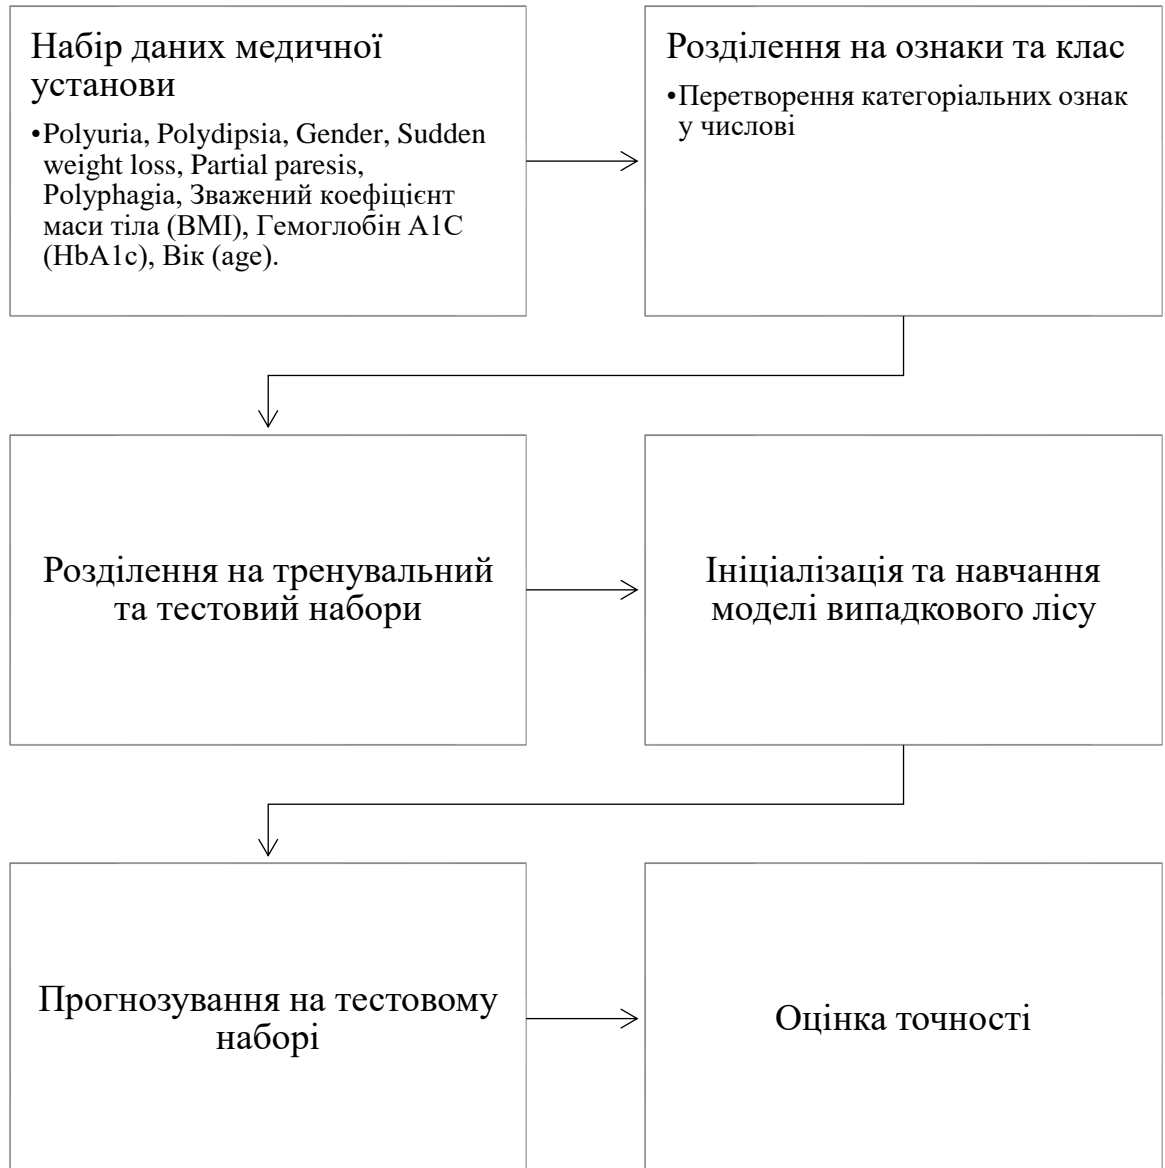 Набір даних медичної
установи
•Polyuria, Polydipsia, Gender, Sudden
weight loss, Partial paresis,
Polyphagia, Зважений коефіцієнт
маси тіла (BMI), Гемоглобін A1C
(HbA1c), Вік (age).
Розділення на ознаки та клас
•Перетворення категоріальних ознак
у числові
Розділення на тренувальний
та тестовий набори
Ініціалізація та навчання
моделі випадкового лісу
Прогнозування на тестовому
наборі
Оцінка точності